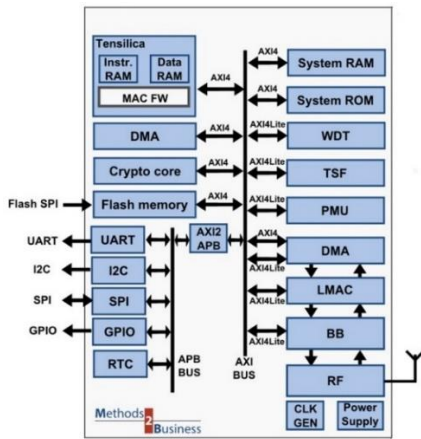 Tensilica
Instr. RAM
Data RAM
MAC FW
AXI4
DMA
AXI4
Crypto core
AXI4
Flash SPI
Flash memory
AXI4
UART
UART
AXI2 APB
I2C
I2C
SPI
SPI
GPIO
GPIO
RTC
APB BUS
AXI BUS
AXI4
System RAM
AXI4
System ROM
AXI4Lite
WDT
AXI4Lite
TSF
AXI4Lite
PMU
AXI4
DMA
AXI4Lite
LMAC
AXI4Lite
BB
AXI4Lite
RF
CLK GEN
Power Supply
Methods
2
Business